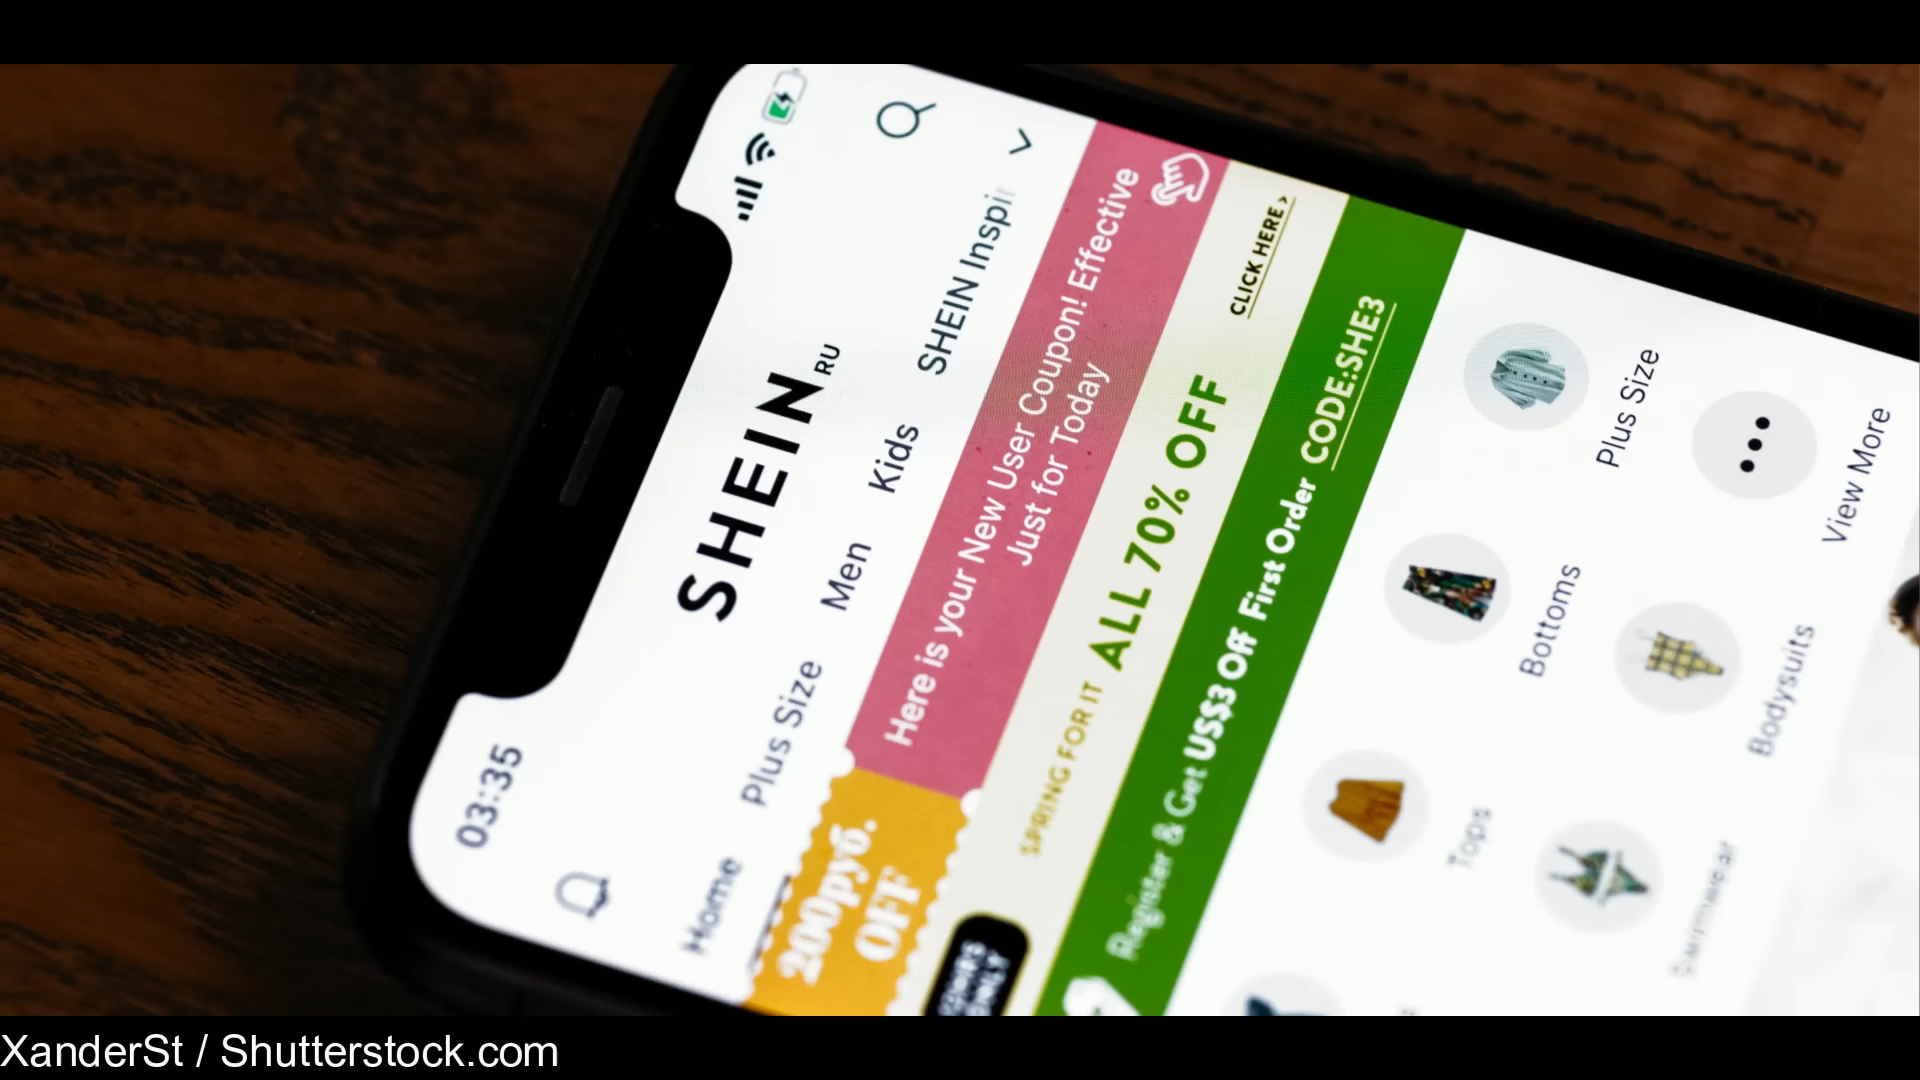 03:35
SHEIN RU
Home Plus Size Men Kids SHEIN Inspi
200руб.
OFF
Here is your New User Coupon! Effective
Just for Today
SPRING FOR IT ALL 70% OFF CLICK HERE >
ONLY
Register & Get US$3 Off First Order CODE:SHE3
Tops Bottoms Plus Size
Swimwear Bodysuits View More
XanderSt / Shutterstock.com